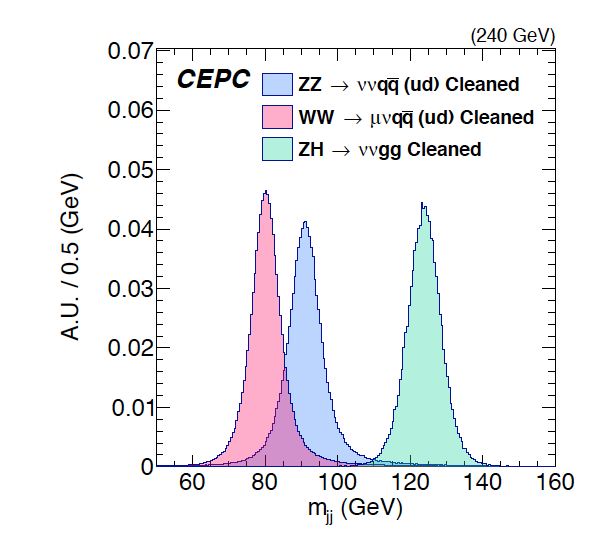 (240 GeV)
CEPC
ZZ → ννqq̅ (ud) Cleaned
WW → μνqq̅ (ud) Cleaned
ZH → ννgg Cleaned
A.U. / 0.5 (GeV)
0.07
0.06
0.05
0.04
0.03
0.02
0.01
0
60 80 100 120 140 160
m_jj (GeV)